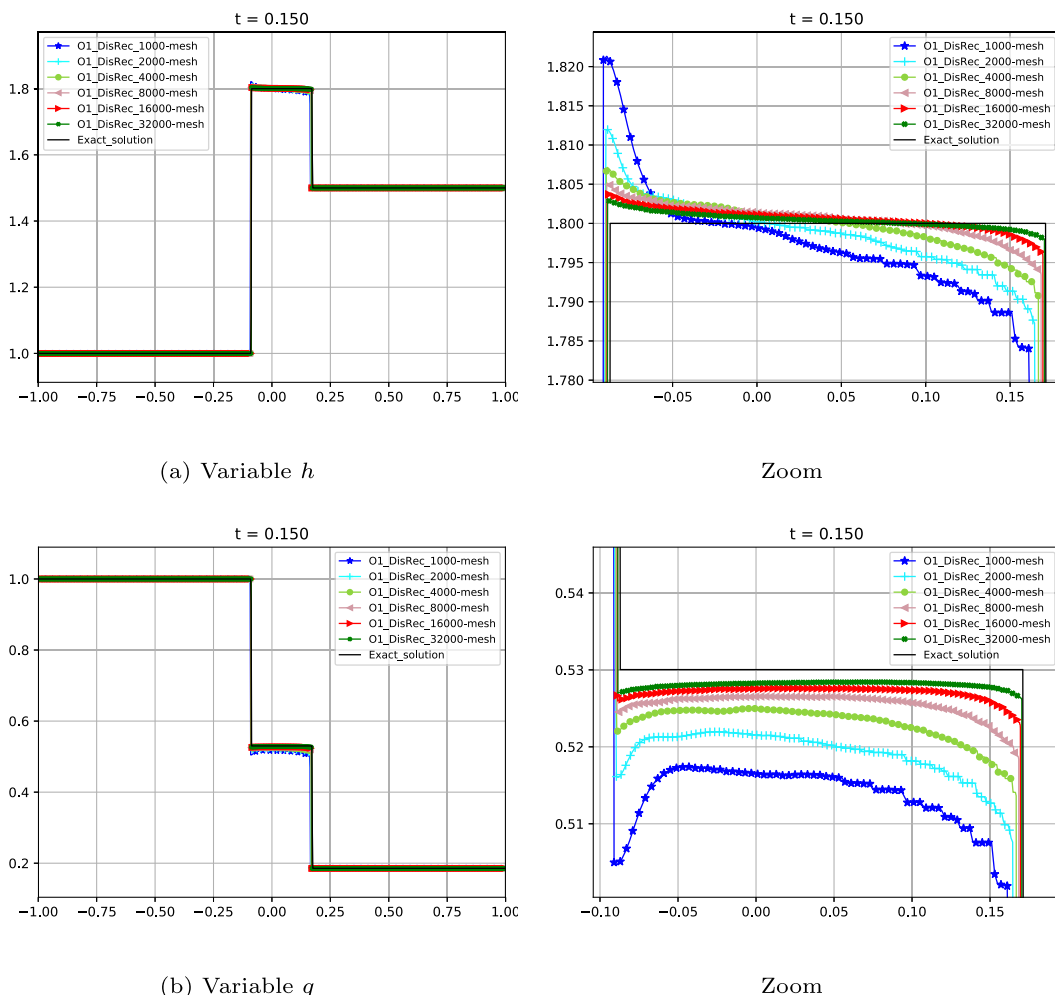 t = 0.150
O1_DisRec_1000-mesh
O1_DisRec_2000-mesh
O1_DisRec_4000-mesh
O1_DisRec_8000-mesh
O1_DisRec_16000-mesh
O1_DisRec_32000-mesh
Exact_solution
1.8
1.6
1.4
1.2
1.0
−1.00 −0.75 −0.50 −0.25 0.00 0.25 0.50 0.75 1.00
(a) Variable h
t = 0.150
O1_DisRec_1000-mesh
O1_DisRec_2000-mesh
O1_DisRec_4000-mesh
O1_DisRec_8000-mesh
O1_DisRec_16000-mesh
O1_DisRec_32000-mesh
Exact_solution
1.820
1.815
1.810
1.805
1.800
1.795
1.790
1.785
1.780
−0.05 0.00 0.05 0.10 0.15
Zoom
t = 0.150
O1_DisRec_1000-mesh
O1_DisRec_2000-mesh
O1_DisRec_4000-mesh
O1_DisRec_8000-mesh
O1_DisRec_16000-mesh
O1_DisRec_32000-mesh
Exact_solution
1.0
0.8
0.6
0.4
0.2
−1.00 −0.75 −0.50 −0.25 0.00 0.25 0.50 0.75 1.00
(b) Variable q
t = 0.150
O1_DisRec_1000-mesh
O1_DisRec_2000-mesh
O1_DisRec_4000-mesh
O1_DisRec_8000-mesh
O1_DisRec_16000-mesh
O1_DisRec_32000-mesh
Exact_solution
0.54
0.53
0.52
0.51
−0.10 −0.05 0.00 0.05 0.10 0.15
Zoom